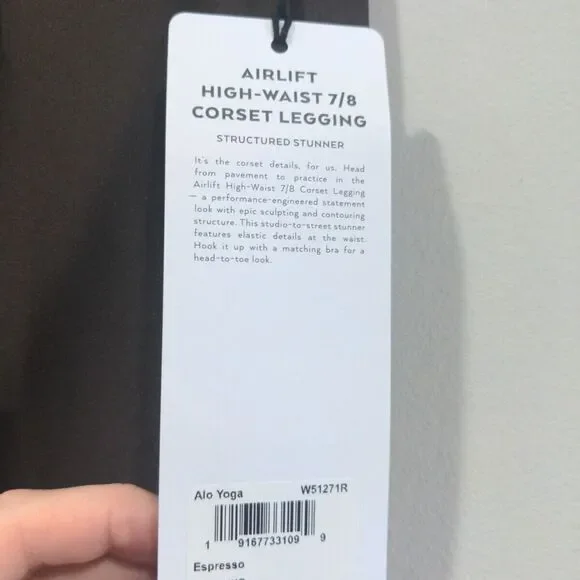 AIRLIFT
HIGH-WAIST 7/8
CORSET LEGGING
STRUCTURED STUNNER
It's the corset details, for us. Head
from pavement to practice in the
Airlift High-Waist 7/8 Corset Legging
— a performance-engineered statement
look with epic sculpting and contouring
structure. This studio-to-street stunner
features elastic details at the waist.
Hook it up with a matching bra for a
head-to-toe look.
Alo Yoga W51271R
1 9167733109 9
Espresso